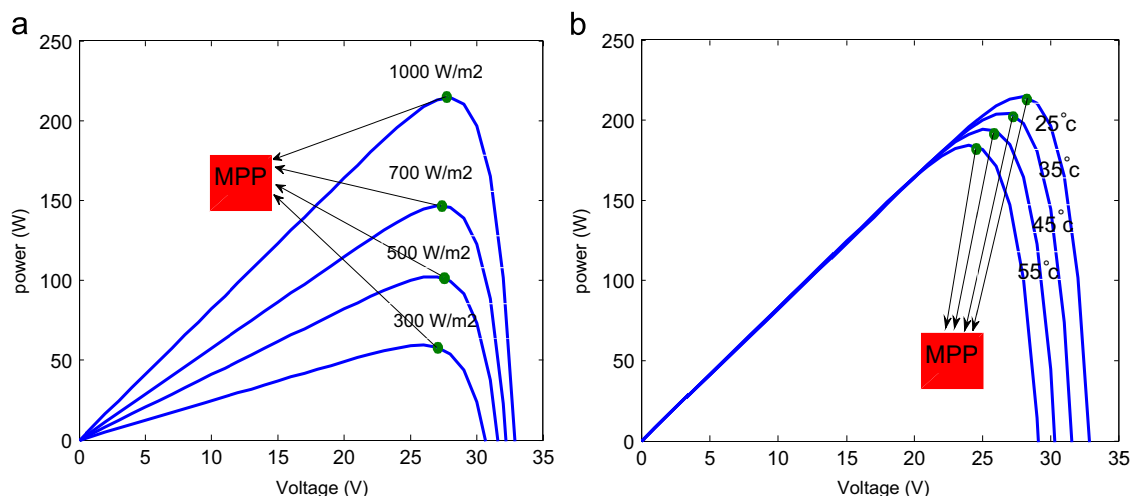 a
250
200
150
100
50
0
power (W)
1000 W/m2
700 W/m2
500 W/m2
300 W/m2
MPP
0 5 10 15 20 25 30 35
Voltage (V)
b
250
200
150
100
50
0
power (W)
25°c
35°c
45°c
55°c
MPP
0 5 10 15 20 25 30 35
Voltage (V)